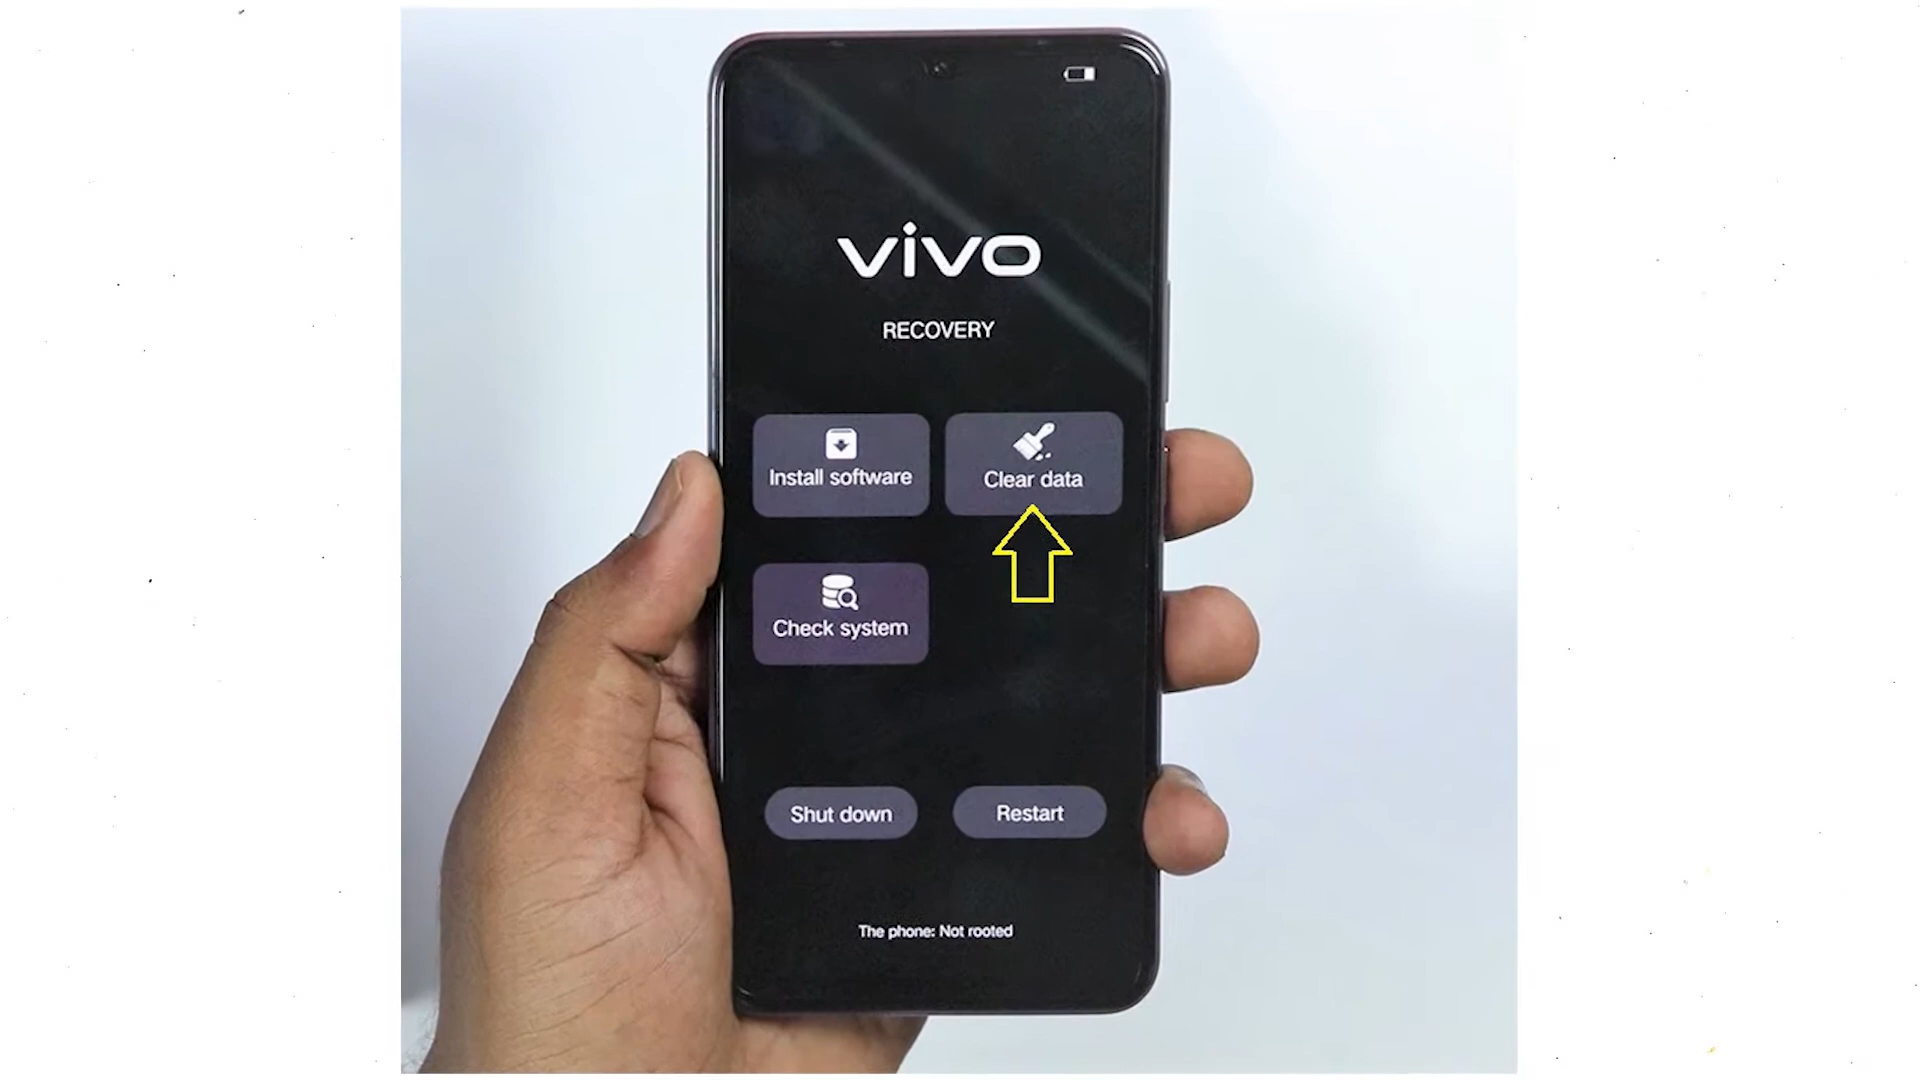 vivo
RECOVERY
Install software
Clear data
Check system
Shut down
Restart
The phone: Not rooted